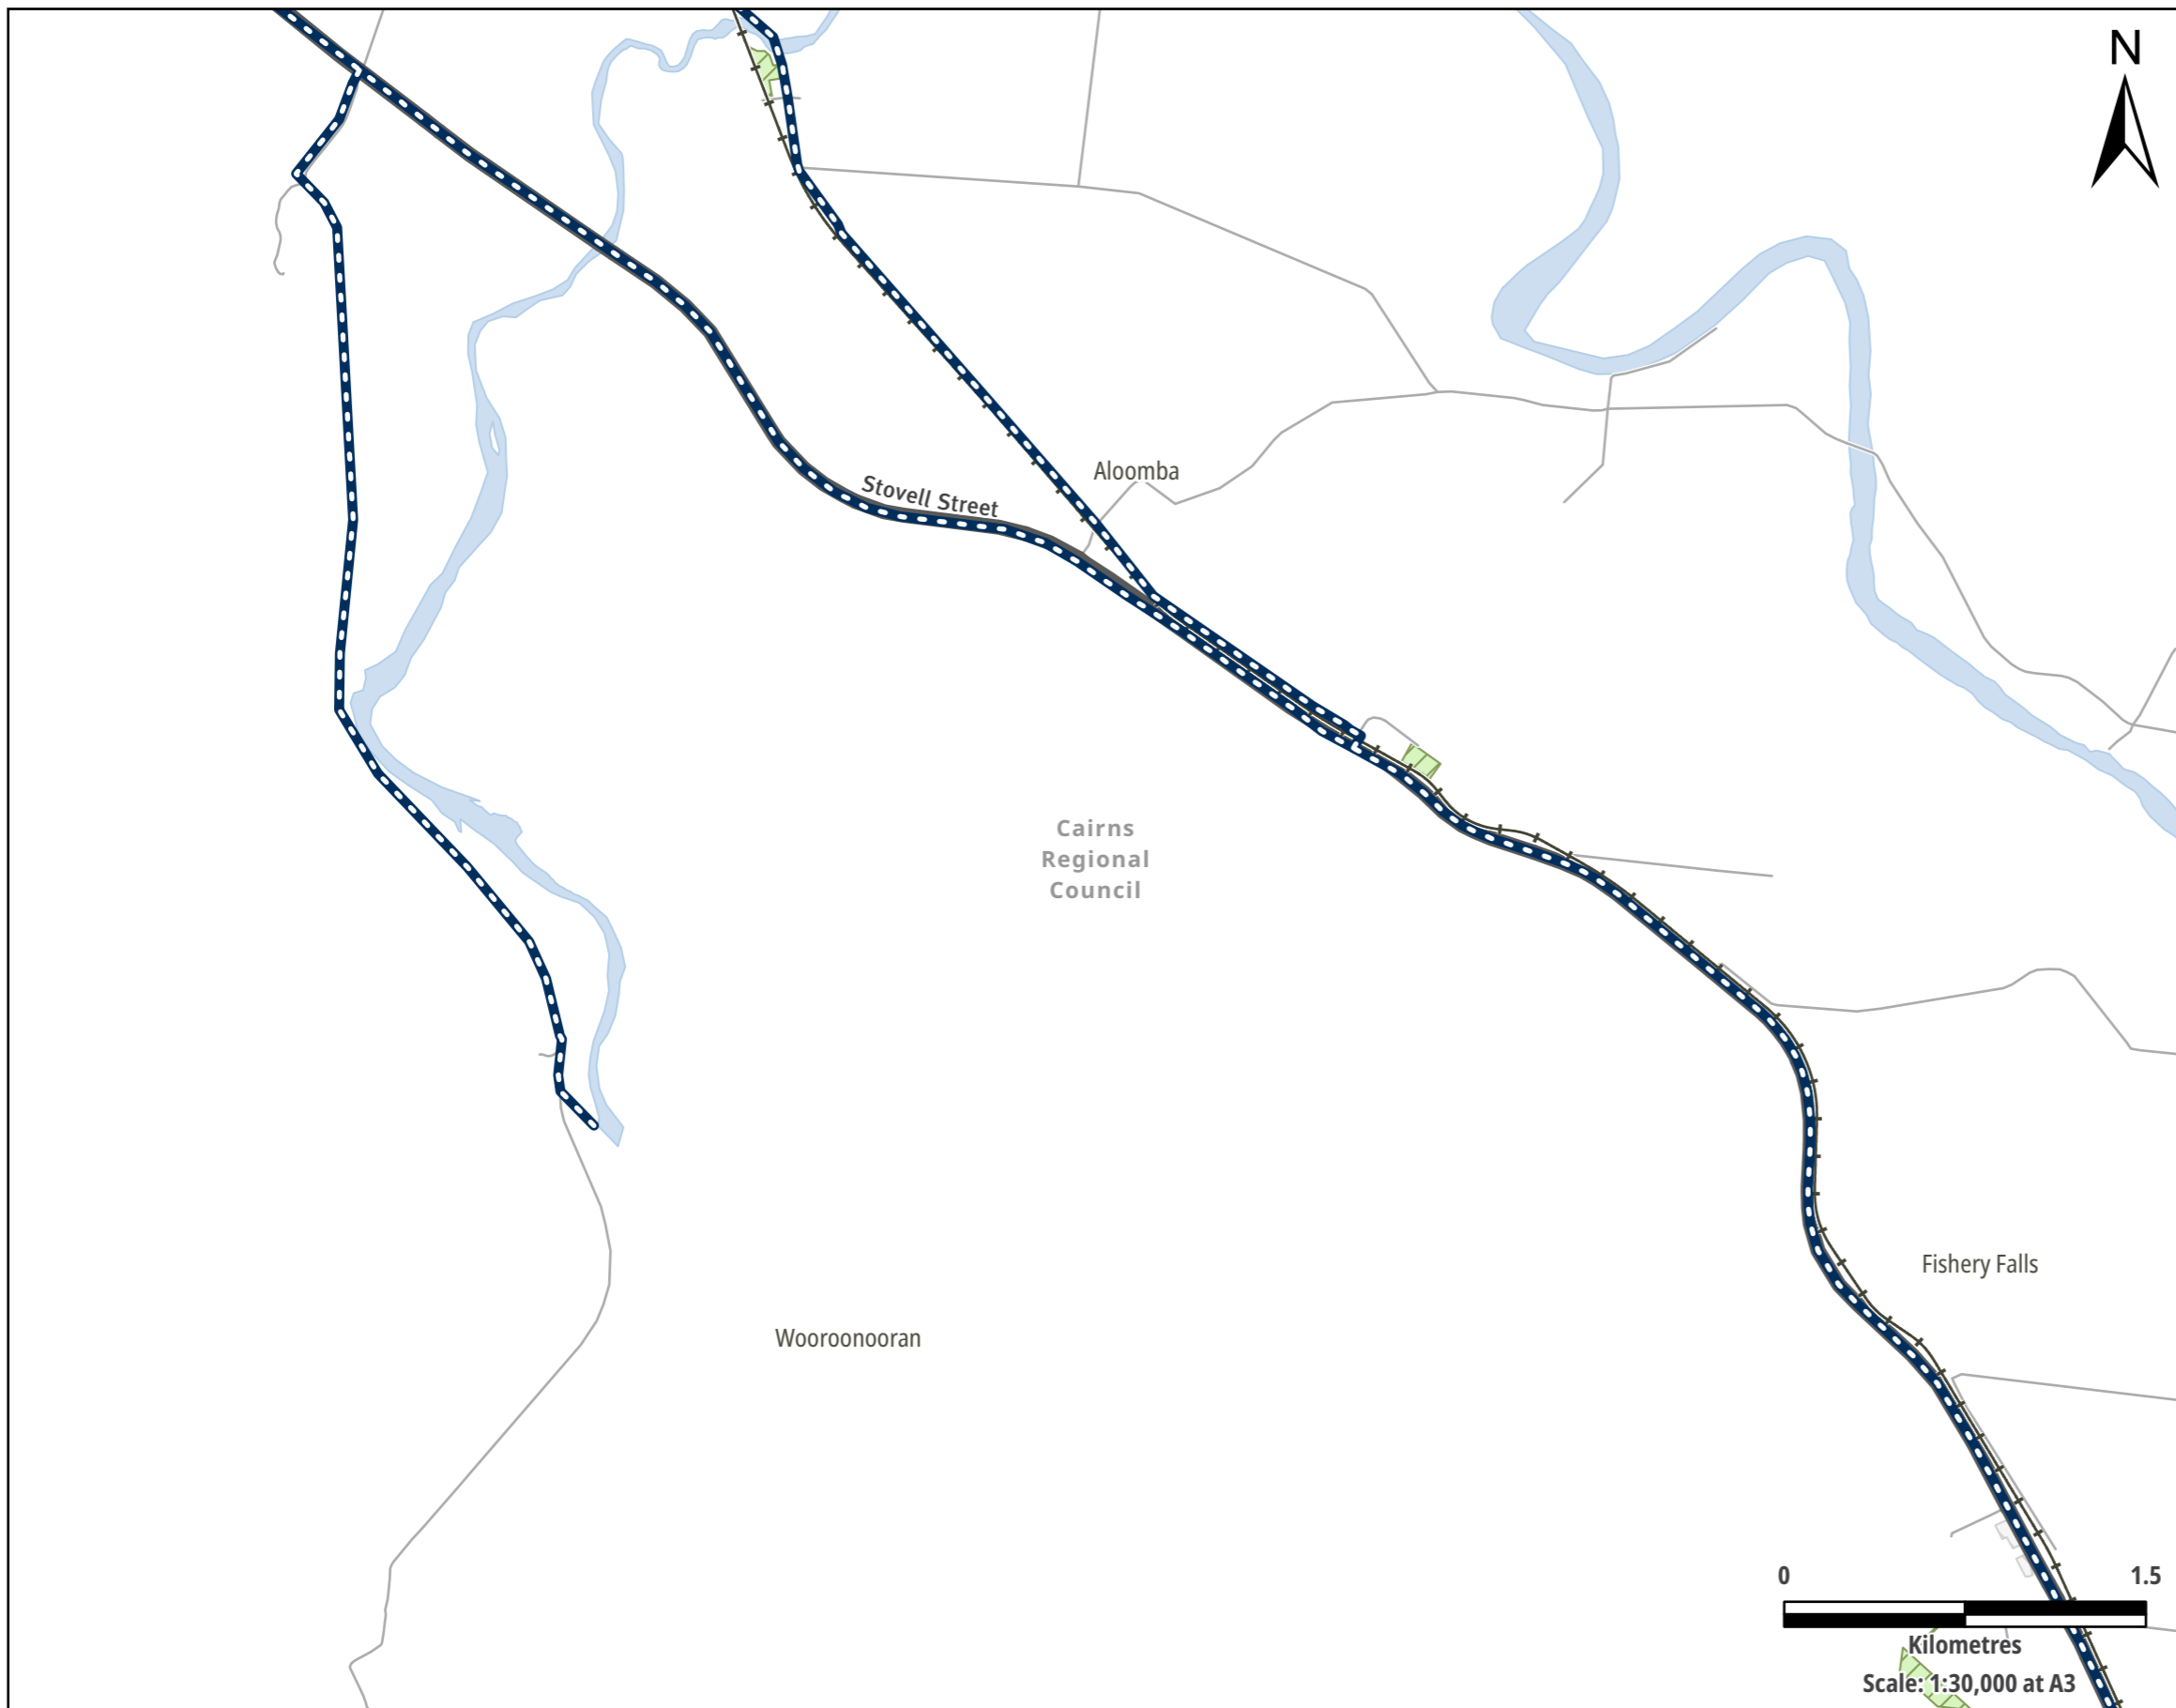 N
Aloomba
Stovell Street
Cairns
Regional
Council
Fishery Falls
Wooroonooran
0 1.5
Kilometres
Scale: 1:30,000 at A3